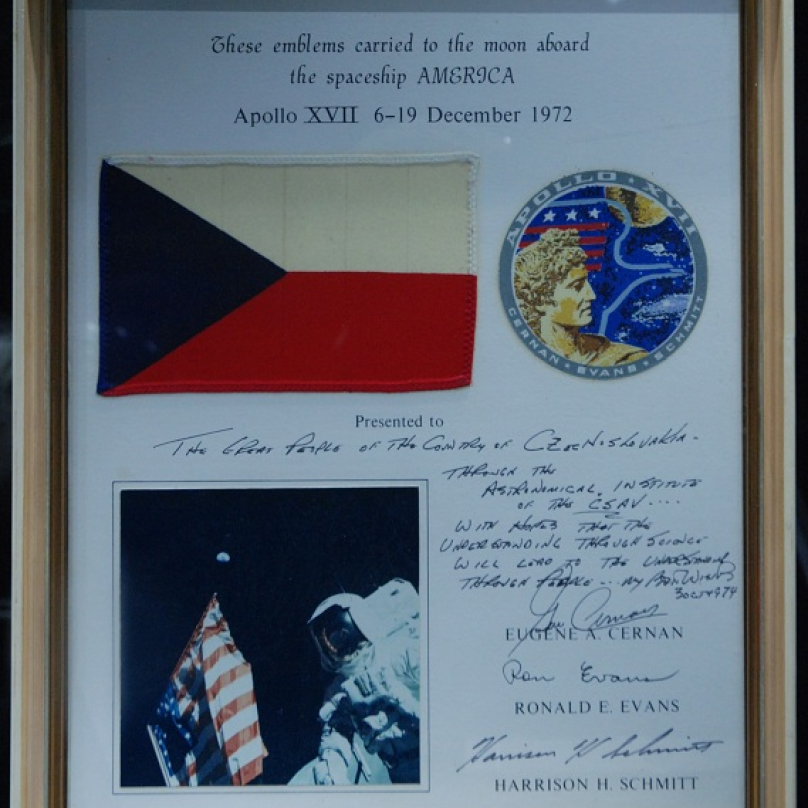 These emblems carried to the moon aboard
the spaceship AMERICA
Apollo XVII 6–19 December 1972
APOLLO · XVII
CERNAN · EVANS · SCHMITT
Presented to
THE GREAT PEOPLE OF THE COUNTRY OF CZECHOSLOVAKIA.
THROUGH THE
ASTRONOMICAL INSTITUTE
OF THE CSAV....
WITH HOPES THAT THE
UNDERSTANDING THROUGH SCIENCE
WILL LEAD TO THE UNDERSTANDING
THROUGH PEOPLE... MY BEST WISHES
Gene Cernan
EUGENE A. CERNAN
Ron Evans
RONALD E. EVANS
Harrison H Schmitt
HARRISON H. SCHMITT